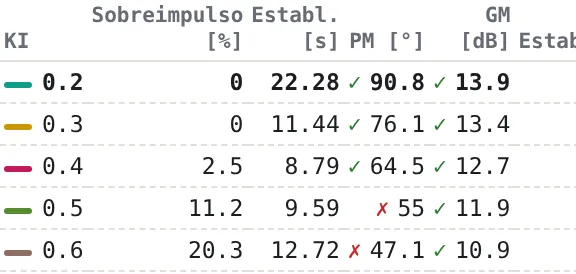 Sobreimpulso Establ. GM
KI [%] [s] PM [°] [dB] Estab
0.2 0 22.28 ✓ 90.8 ✓ 13.9
0.3 0 11.44 ✓ 76.1 ✓ 13.4
0.4 2.5 8.79 ✓ 64.5 ✓ 12.7
0.5 11.2 9.59 ✗ 55 ✓ 11.9
0.6 20.3 12.72 ✗ 47.1 ✓ 10.9